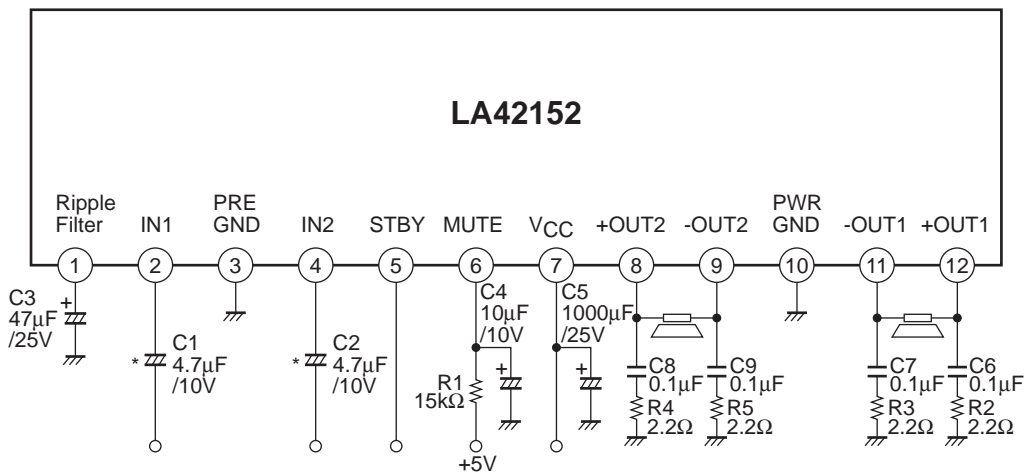 LA42152
Ripple
Filter
IN1
PRE
GND
IN2
STBY
MUTE
VCC
+OUT2
-OUT2
PWR
GND
-OUT1
+OUT1
1
2
3
4
5
6
7
8
9
10
11
12
C3
47µF
/25V
+
* C1
4.7µF
/10V
* C2
4.7µF
/10V
C4
10µF
/10V
+
C5
1000µF
/25V
+
R1
15kΩ
+5V
C8
0.1µF
R4
2.2Ω
C9
0.1µF
R5
2.2Ω
C7
0.1µF
R3
2.2Ω
C6
0.1µF
R2
2.2Ω